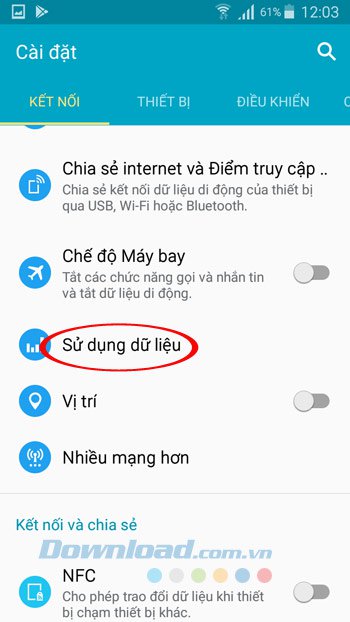 61% 12:03
Cài đặt
KẾT NỐI THIẾT BỊ ĐIỀU KHIỂN C
Chia sẻ internet và Điểm truy cập ..
Chia sẻ kết nối dữ liệu di động của thiết bị
qua USB, Wi-Fi hoặc Bluetooth.
Chế độ Máy bay
Tắt các chức năng gọi và nhắn tin
và tắt dữ liệu di động.
Sử dụng dữ liệu
Vị trí
Nhiều mạng hơn
Kết nối và chia sẻ
Download.com.vn
NFC
Cho phép trao đổi dữ liệu khi thiết
bị chạm thiết bị khác.